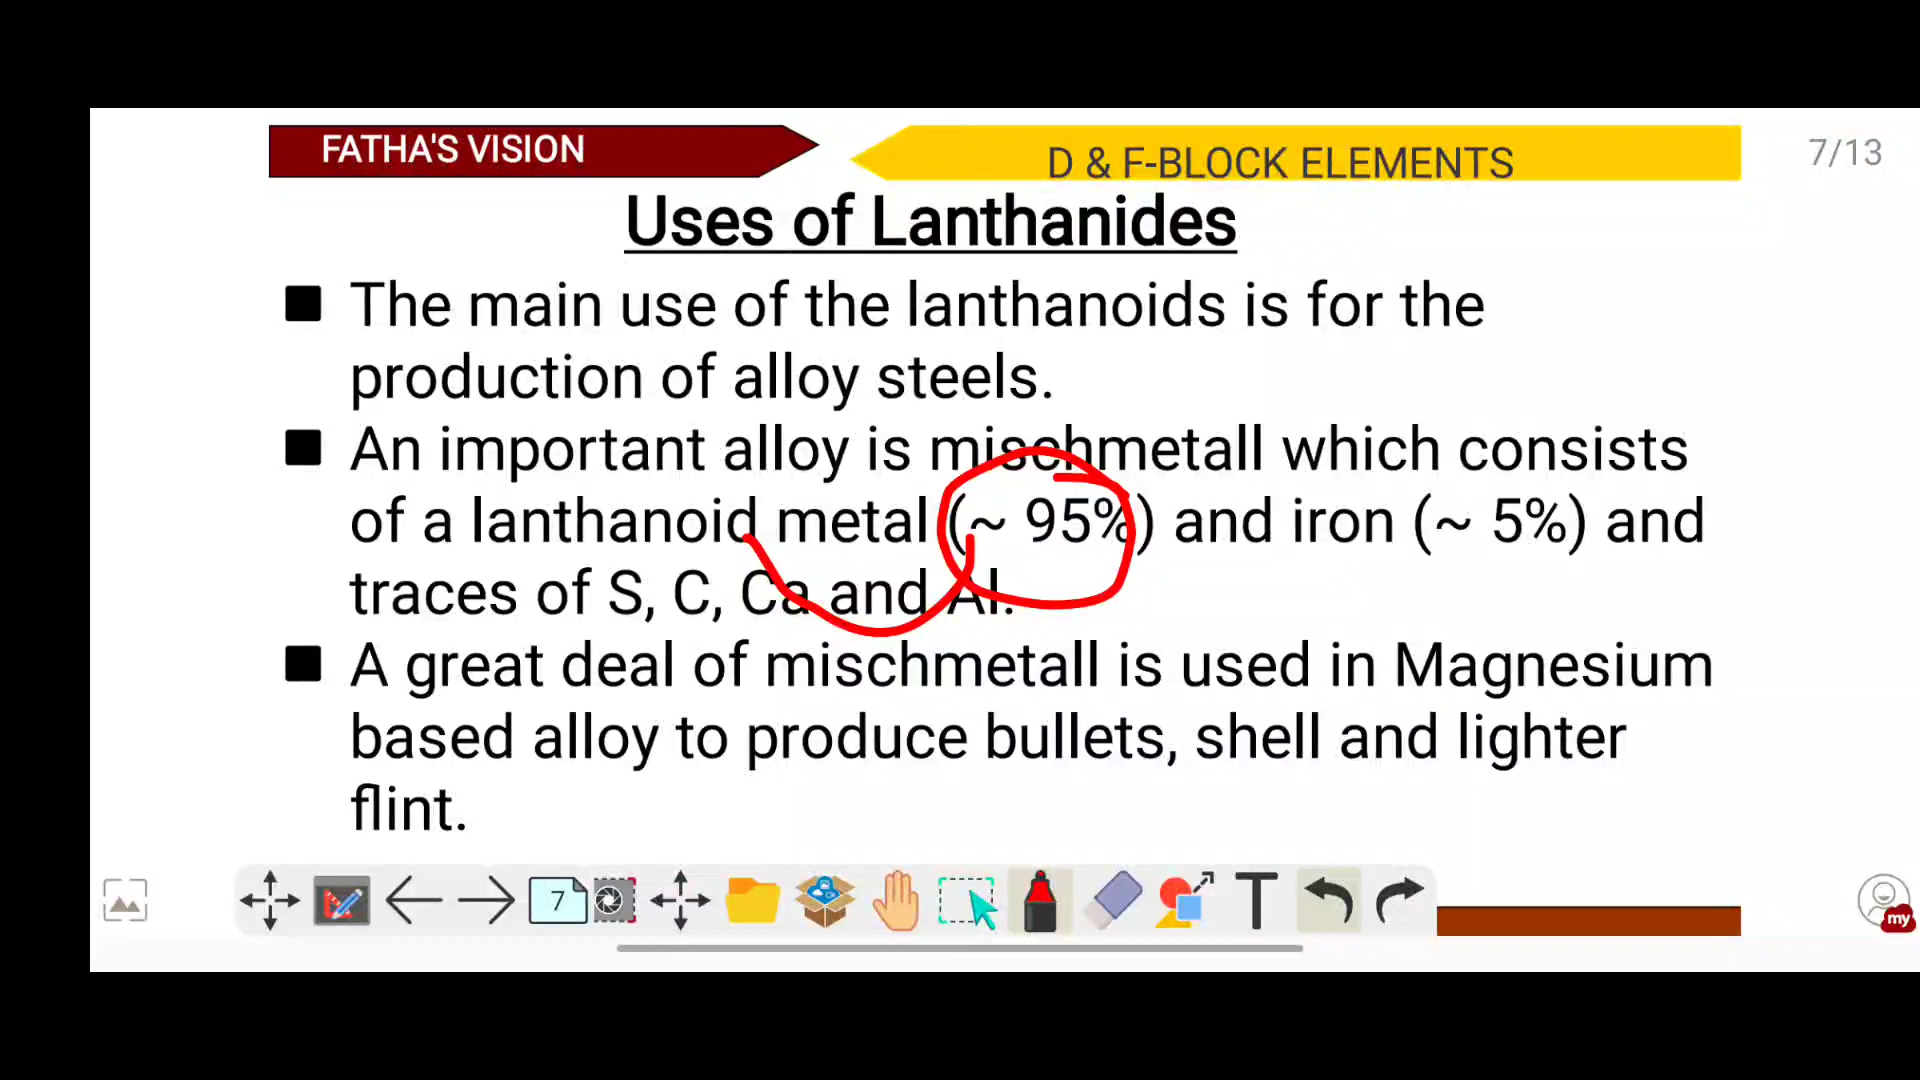 FATHA'S VISION
D & F-BLOCK ELEMENTS
7/13
Uses of Lanthanides
■ The main use of the lanthanoids is for the
production of alloy steels.
■ An important alloy is mischmetall which consists
of a lanthanoid metal (~ 95%) and iron (~ 5%) and
traces of S, C, Ca and Al.
■ A great deal of mischmetall is used in Magnesium
based alloy to produce bullets, shell and lighter
flint.
7
T
my